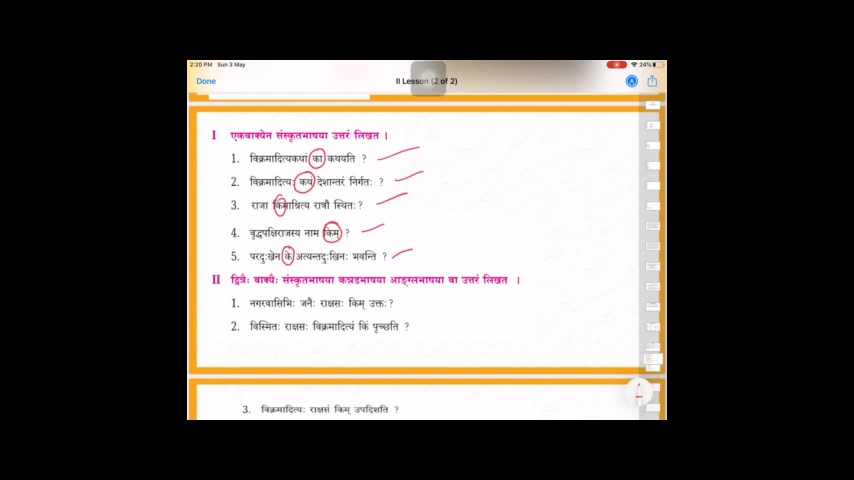 2:20 PM Sun 3 May
24%
Done
II Lesson (2 of 2)
I एकवाक्येन संस्कृतभाषया उत्तरं लिखत ।
1. विक्रमादित्यकथां का कथयति ?
2. विक्रमादित्यः कथं देशान्तरं निर्गतः ?
3. राजा किमाश्रित्य रात्रौ स्थितः ?
4. वृद्धपक्षिराजस्य नाम किम् ?
5. परदुःखेन के अत्यन्तदुःखिनः भवन्ति ?
II द्वित्रैः वाक्यैः संस्कृतभाषया कन्नडभाषया आङ्ग्लभाषया वा उत्तरं लिखत ।
1. नगरवासिभिः जनैः राक्षसः किम् उक्तः ?
2. विस्मितः राक्षसः विक्रमादित्यं किं पृच्छति ?
3. विक्रमादित्यः राक्षसं किम् उपदिशति ?